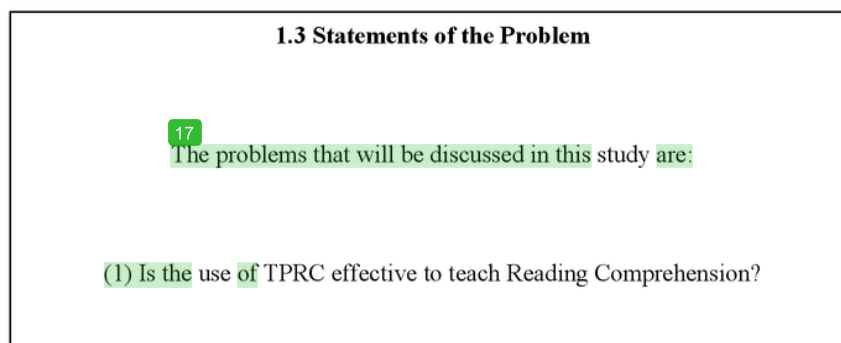 1.3 Statements of the Problem
17
The problems that will be discussed in this study are:
(1) Is the use of TPRC effective to teach Reading Comprehension?